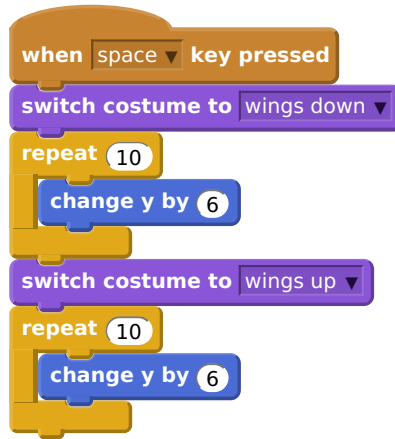 when space ▼ key pressed
switch costume to wings down ▼
repeat 10
change y by 6
switch costume to wings up ▼
repeat 10
change y by 6